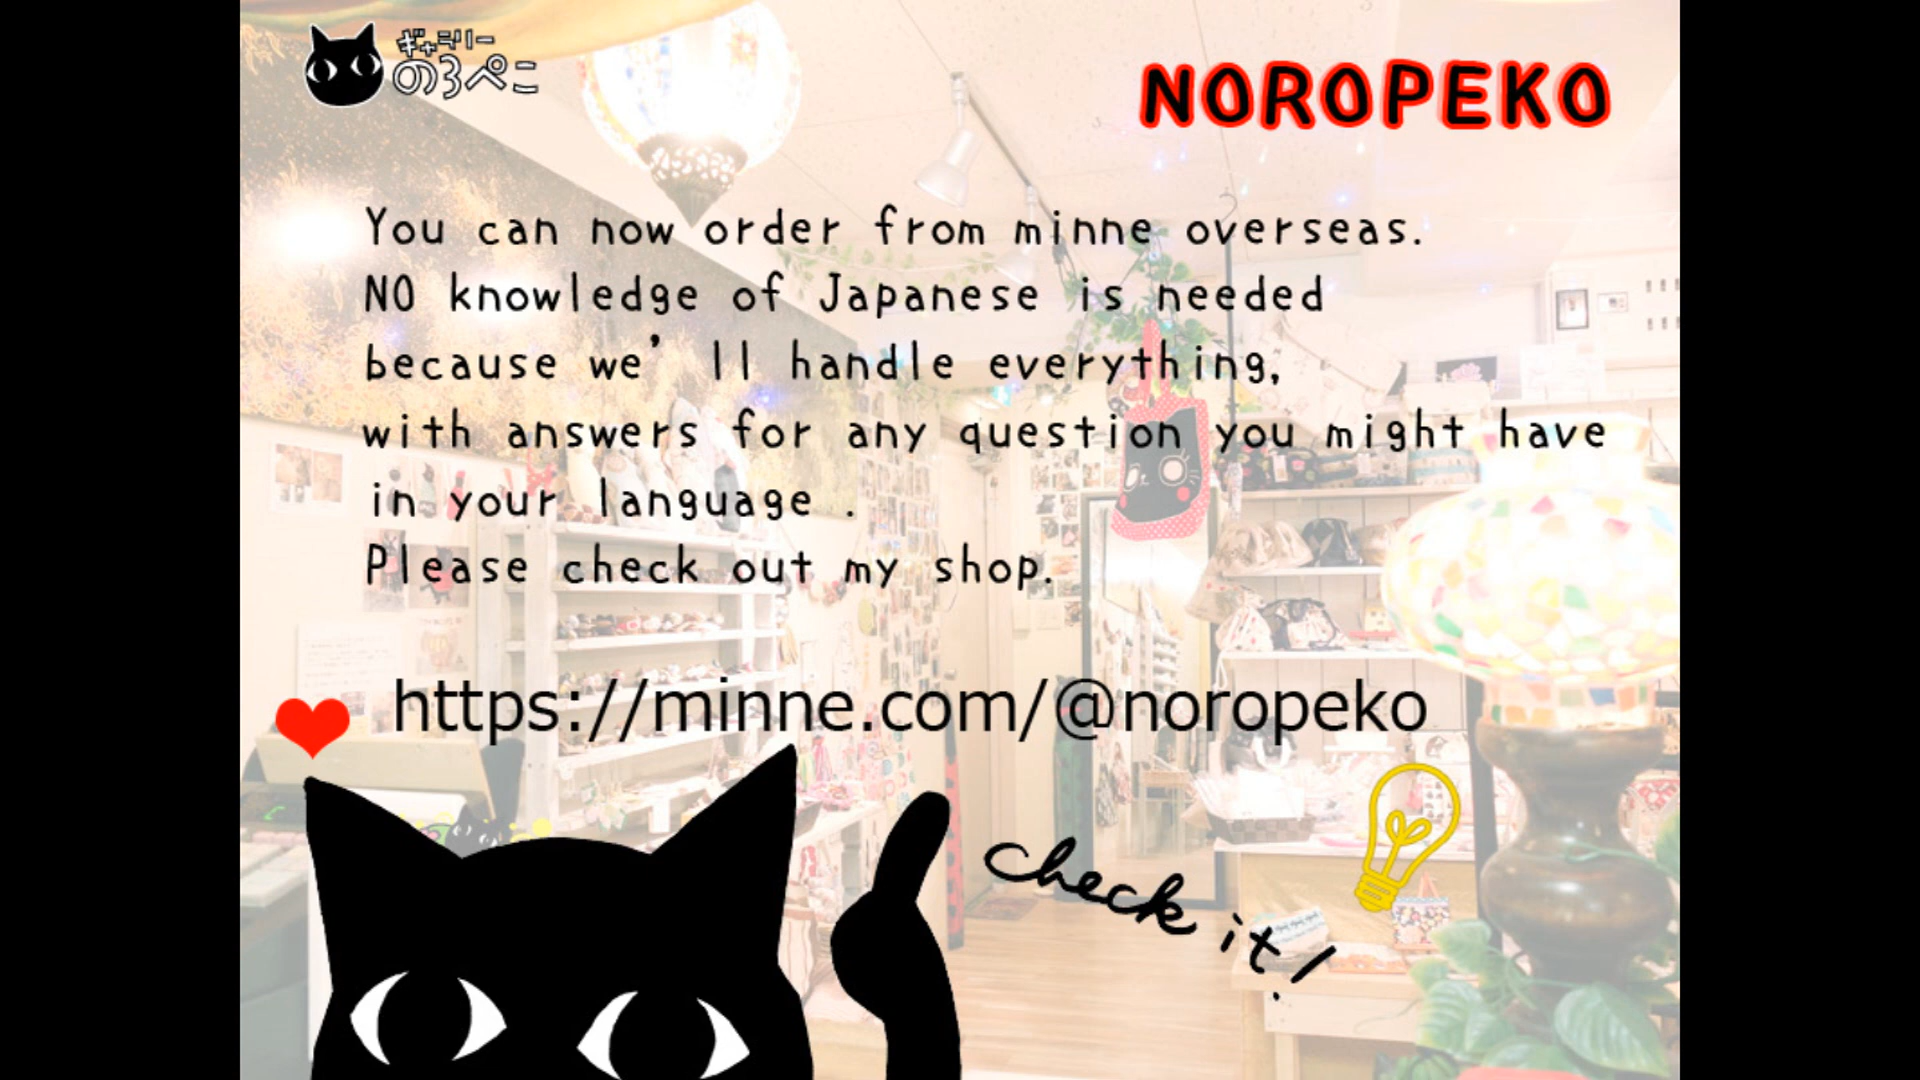 ギャラリー
のろぺこ
NOROPEKO
You can now order from minne overseas.
NO knowledge of Japanese is needed
because we’ll handle everything,
with answers for any question you might have
in your language .
Please check out my shop.
https://minne.com/@noropeko
check it!